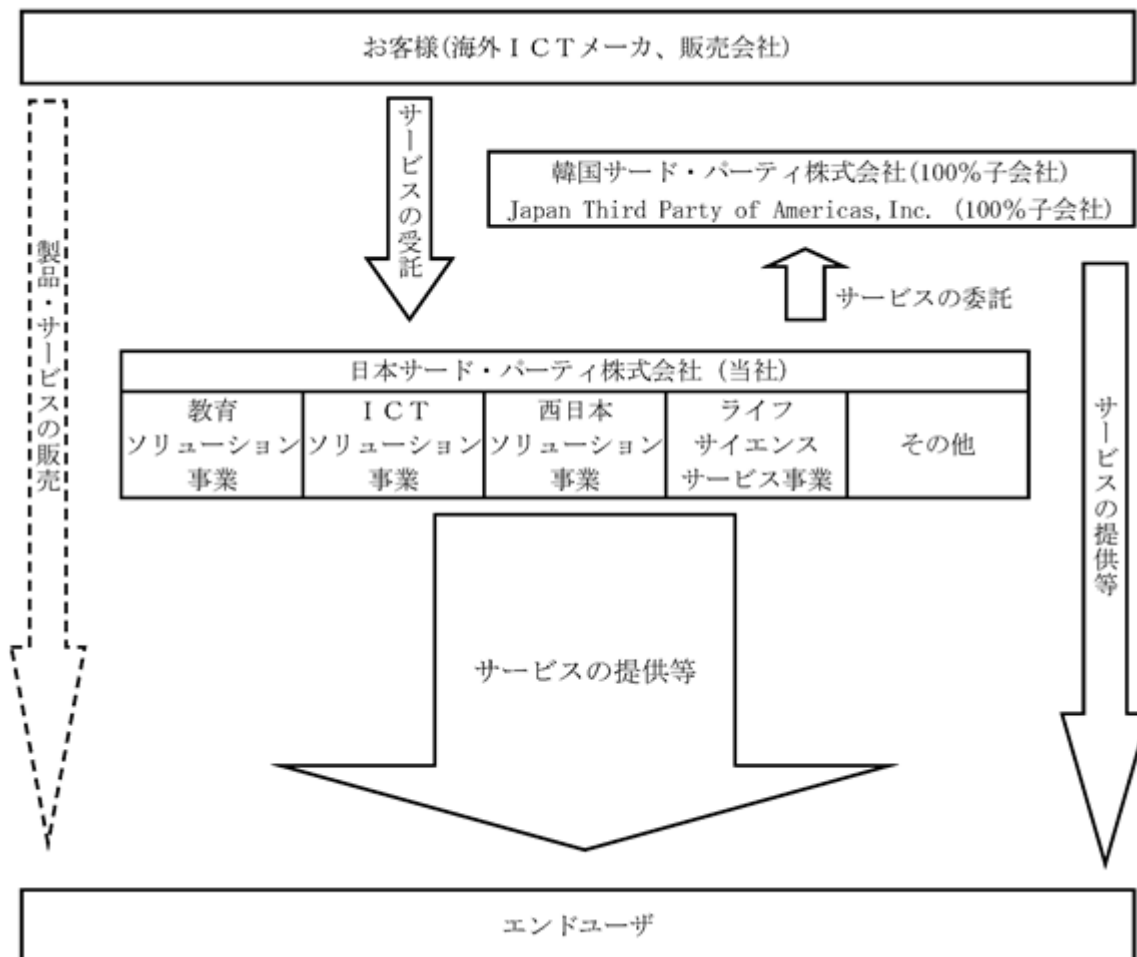 お客様(海外ＩＣＴメーカ、販売会社)
サービスの受託
韓国サード・パーティ株式会社(100％子会社)
Japan Third Party of Americas,Inc. (100％子会社)
製品・サービスの販売
サービスの委託
日本サード・パーティ株式会社 (当社)
教育
ソリューション
事業
ＩＣＴ
ソリューション
事業
西日本
ソリューション
事業
ライフ
サイエンス
サービス事業
その他
サービスの提供等
サービスの提供等
エンドユーザ